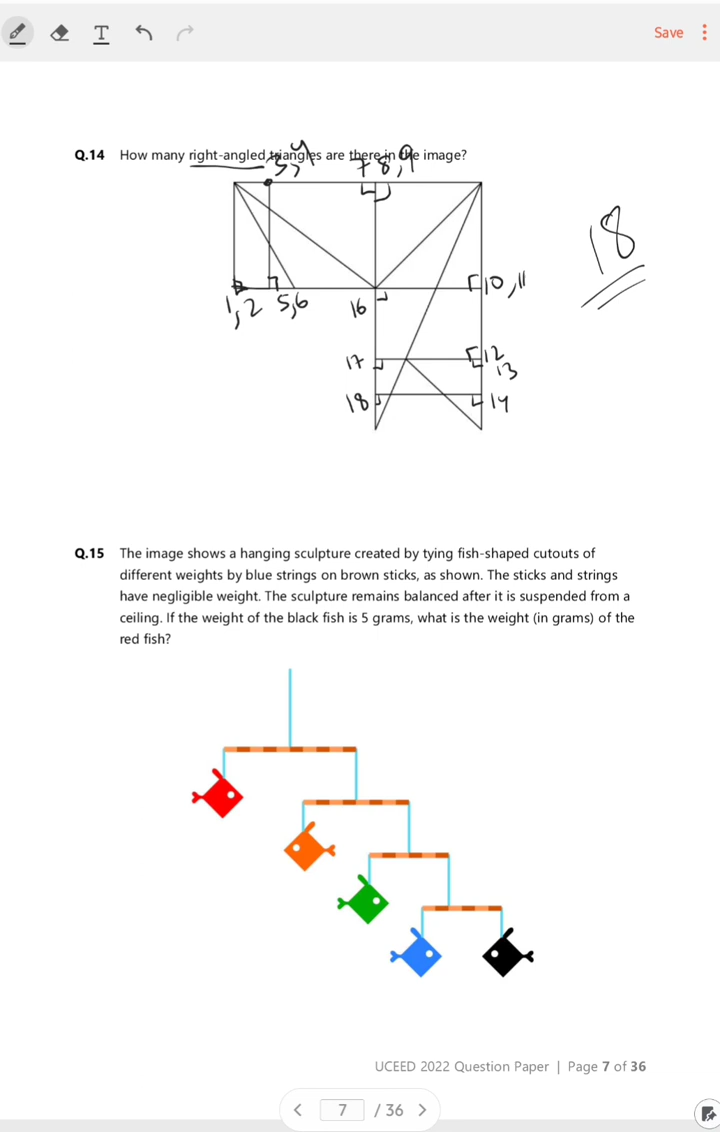 T
Save
Q.14 How many right-angled triangles are there in the image?
3,4
7 8,9
18
1,2 5,6
16
10,11
17
12
13
18
14
Q.15 The image shows a hanging sculpture created by tying fish-shaped cutouts of
different weights by blue strings on brown sticks, as shown. The sticks and strings
have negligible weight. The sculpture remains balanced after it is suspended from a
ceiling. If the weight of the black fish is 5 grams, what is the weight (in grams) of the
red fish?
UCEED 2022 Question Paper | Page 7 of 36
7 / 36